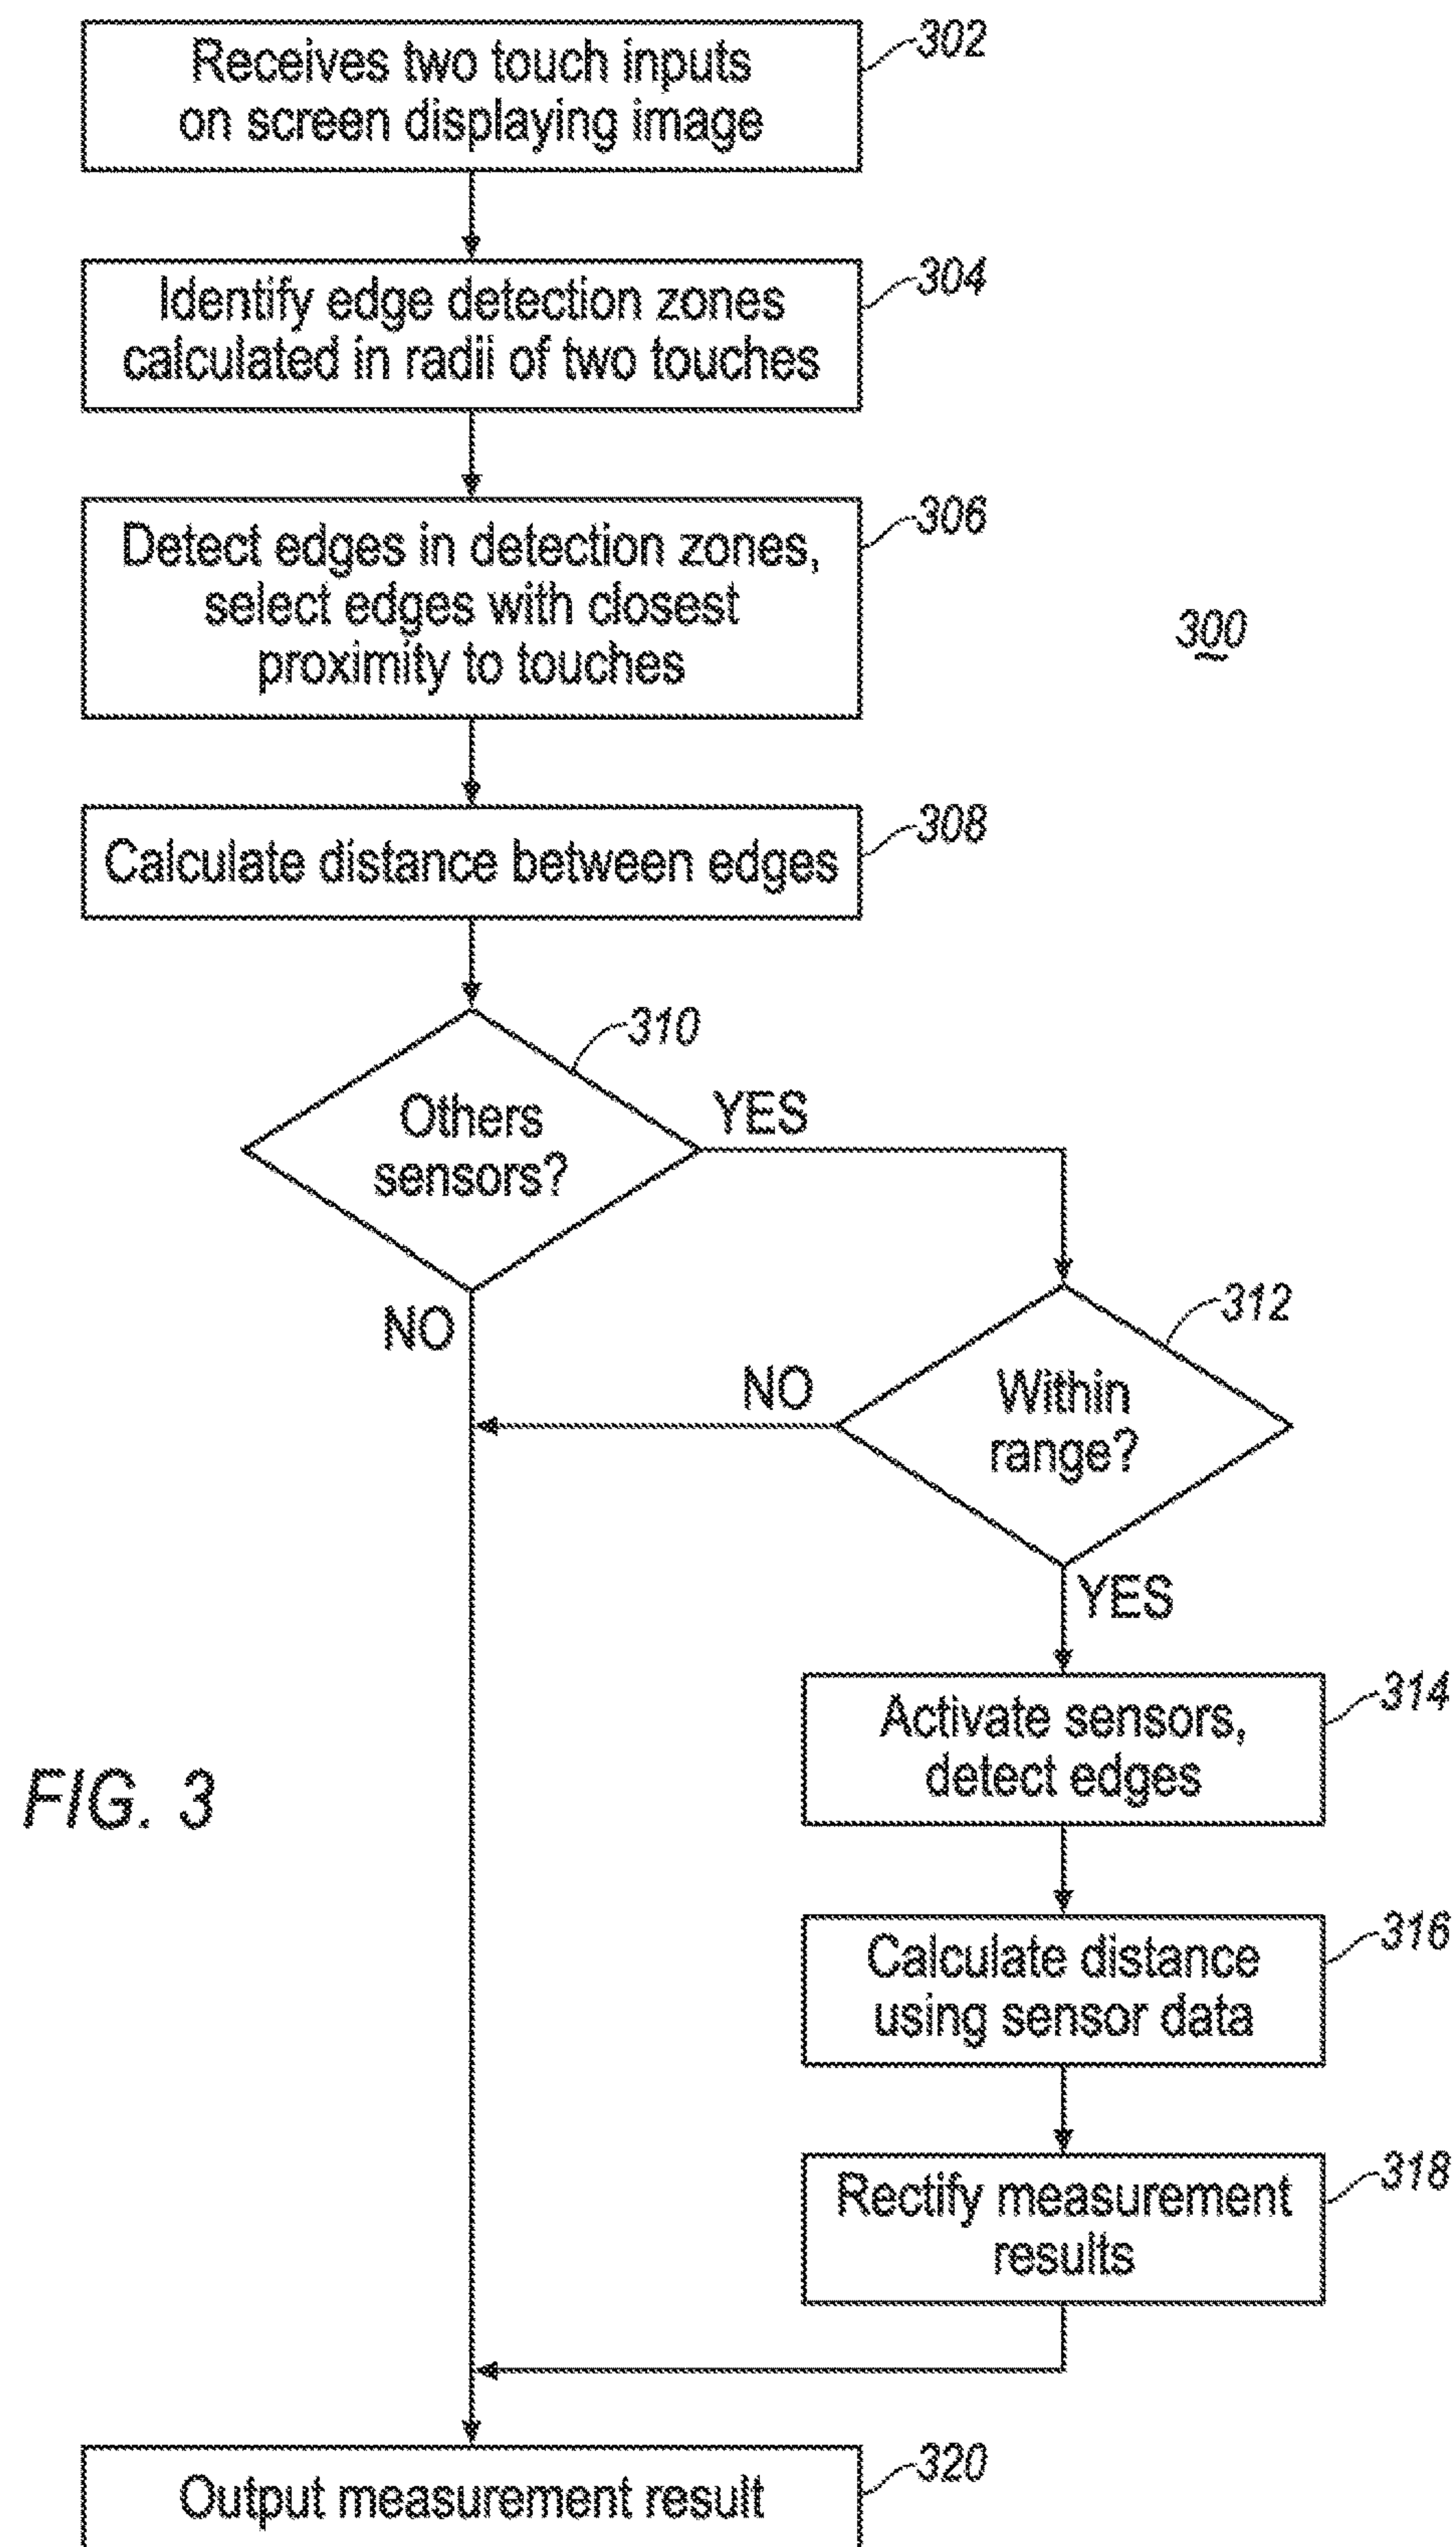 Receives two touch inputs
on screen displaying image
302
Identify edge detection zones
calculated in radii of two touches
304
Detect edges in detection zones,
select edges with closest
proximity to touches
306
300
Calculate distance between edges
308
Others
sensors?
310
YES
NO
Within
range?
312
NO
YES
Activate sensors,
detect edges
314
FIG. 3
Calculate distance
using sensor data
316
Rectify measurement
results
318
Output measurement result
320